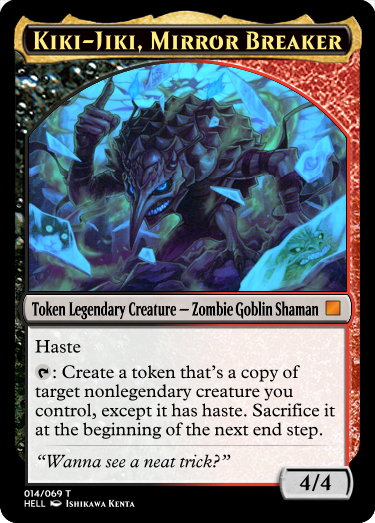 Kiki-Jiki, Mirror Breaker
Token Legendary Creature — Zombie Goblin Shaman
Haste
: Create a token that's a copy of
target nonlegendary creature you
control, except it has haste. Sacrifice it
at the beginning of the next end step.
"Wanna see a neat trick?"
4/4
014/069 T
HELL Ishikawa Kenta